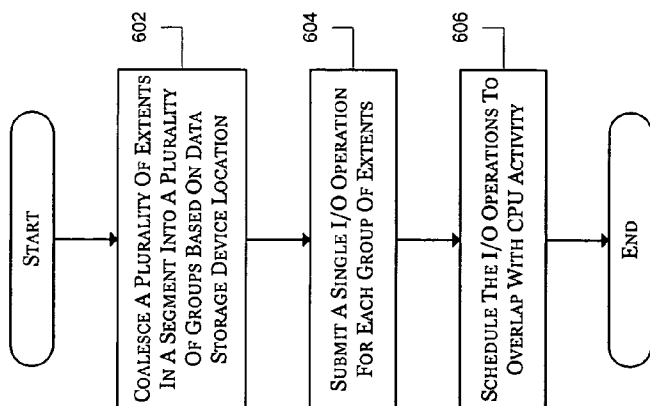 START
602
COALESCE A PLURALITY OF EXTENTS
IN A SEGMENT INTO A PLURALITY
OF GROUPS BASED ON DATA
STORAGE DEVICE LOCATION
604
SUBMIT A SINGLE I/O OPERATION
FOR EACH GROUP OF EXTENTS
606
SCHEDULE THE I/O OPERATIONS TO
OVERLAP WITH CPU ACTIVITY
END